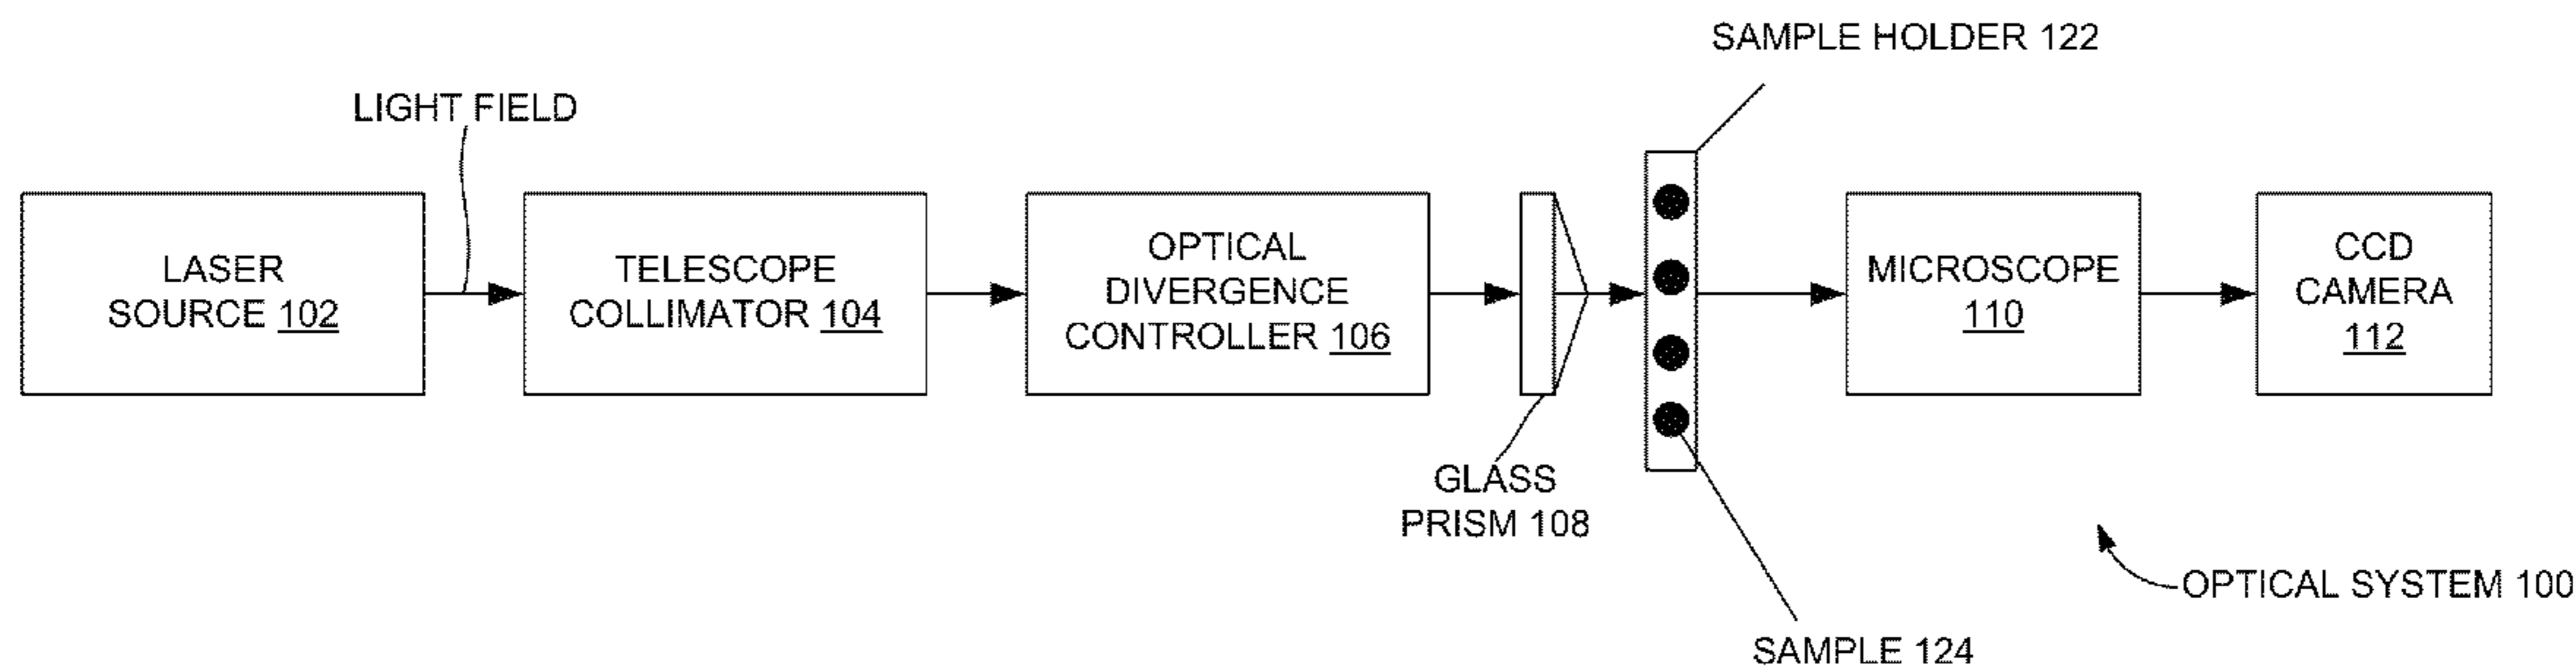 SAMPLE HOLDER 122
LIGHT FIELD
LASER
SOURCE 102
TELESCOPE
COLLIMATOR 104
OPTICAL
DIVERGENCE
CONTROLLER 106
GLASS
PRISM 108
MICROSCOPE
110
CCD
CAMERA
112
OPTICAL SYSTEM 100
SAMPLE 124